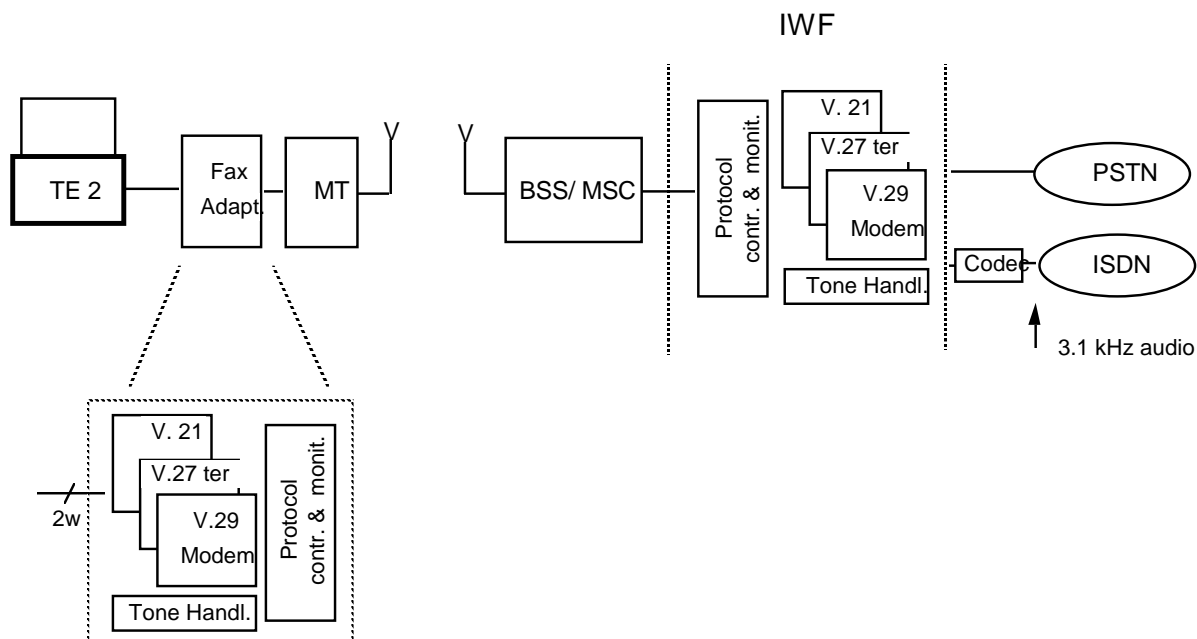 IWF
TE 2
Fax
Adapt.
MT
V
V
BSS/ MSC
Protocol
contr. & monit.
V. 21
V.27 ter
V.29
Modem
Tone Handl.
PSTN
Codec
ISDN
3.1 kHz audio
2w
V. 21
V.27 ter
V.29
Modem
Tone Handl.
Protocol
contr. & monit.